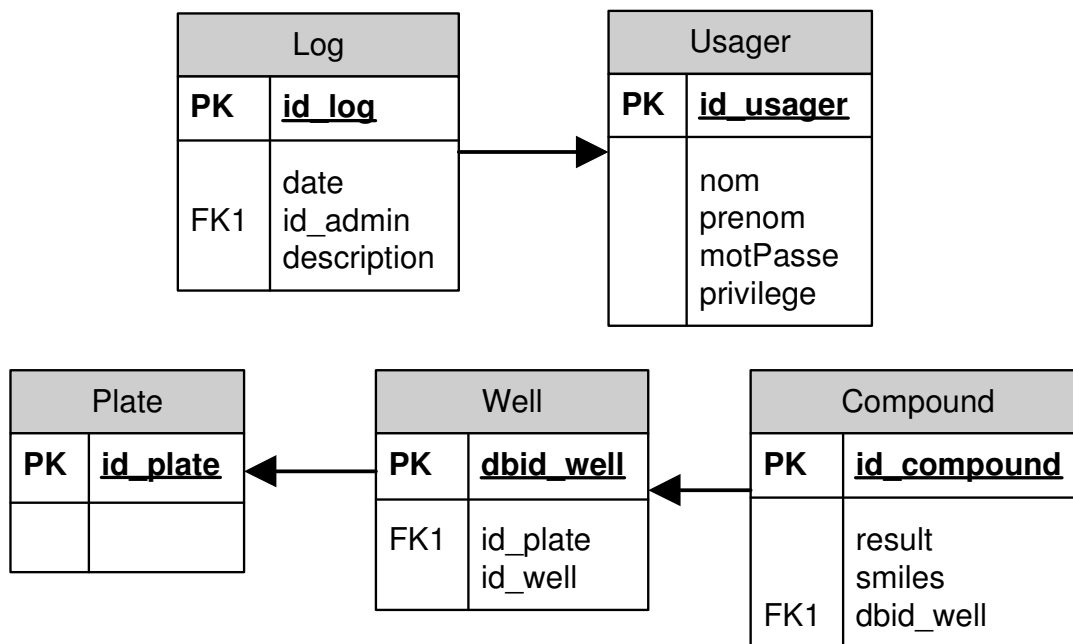 Log
PK id_log
date
FK1 id_admin
description
Usager
PK id_usager
nom
prenom
motPasse
privilege
Plate
PK id_plate
Well
PK dbid_well
FK1 id_plate
id_well
Compound
PK id_compound
result
smiles
FK1 dbid_well